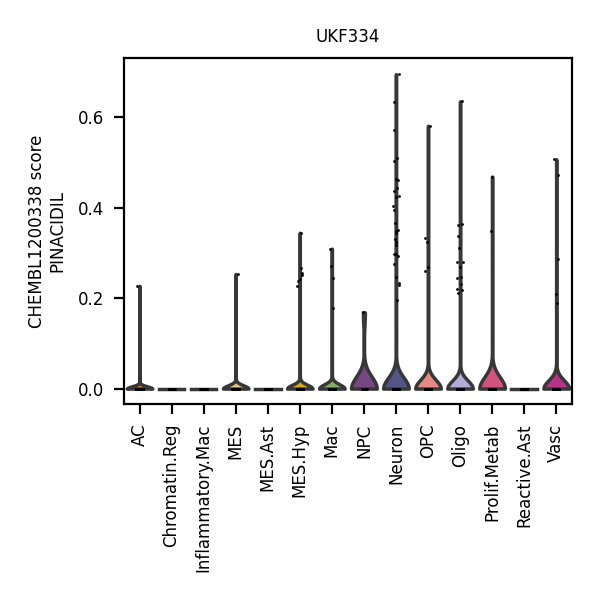 UKF334
CHEMBL1200338 score
PINACIDIL
0.6
0.4
0.2
0.0
AC
Chromatin.Reg
Inflammatory.Mac
MES
MES.Ast
MES.Hyp
Mac
NPC
Neuron
OPC
Oligo
Prolif.Metab
Reactive.Ast
Vasc